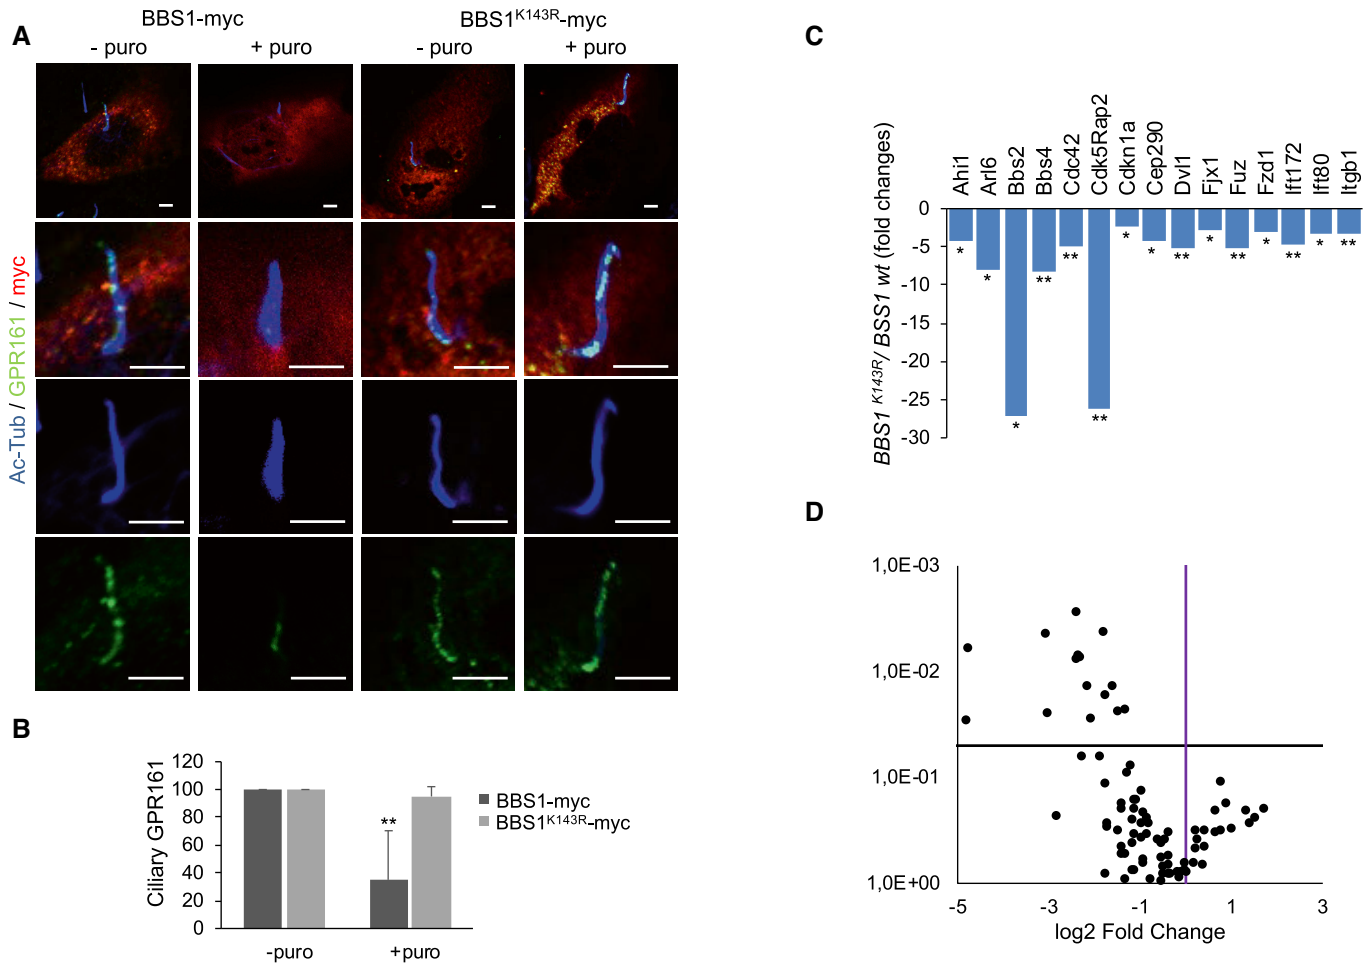 A
BBS1-myc
BBS1K143R-myc
- puro
+ puro
- puro
+ puro
Ac-Tub / GPR161 / myc
B
Ciliary GPR161
120
100
80
60
40
20
0
**
-puro
+puro
BBS1-myc
BBS1K143R-myc
C
BBS1 K143R/ BSS1 wt (fold changes)
Ahi1
Arl6
Bbs2
Bbs4
Cdc42
Cdk5Rap2
Cdkn1a
Cep290
Dvl1
Fjx1
Fuz
Fzd1
Ift172
Ift80
Itgb1
0
-5
-10
-15
-20
-25
-30
* * * ** ** ** * * ** * ** * ** * **
D
1,0E-03
1,0E-02
1,0E-01
1,0E+00
-5 -3 -1 1 3
log2 Fold Change